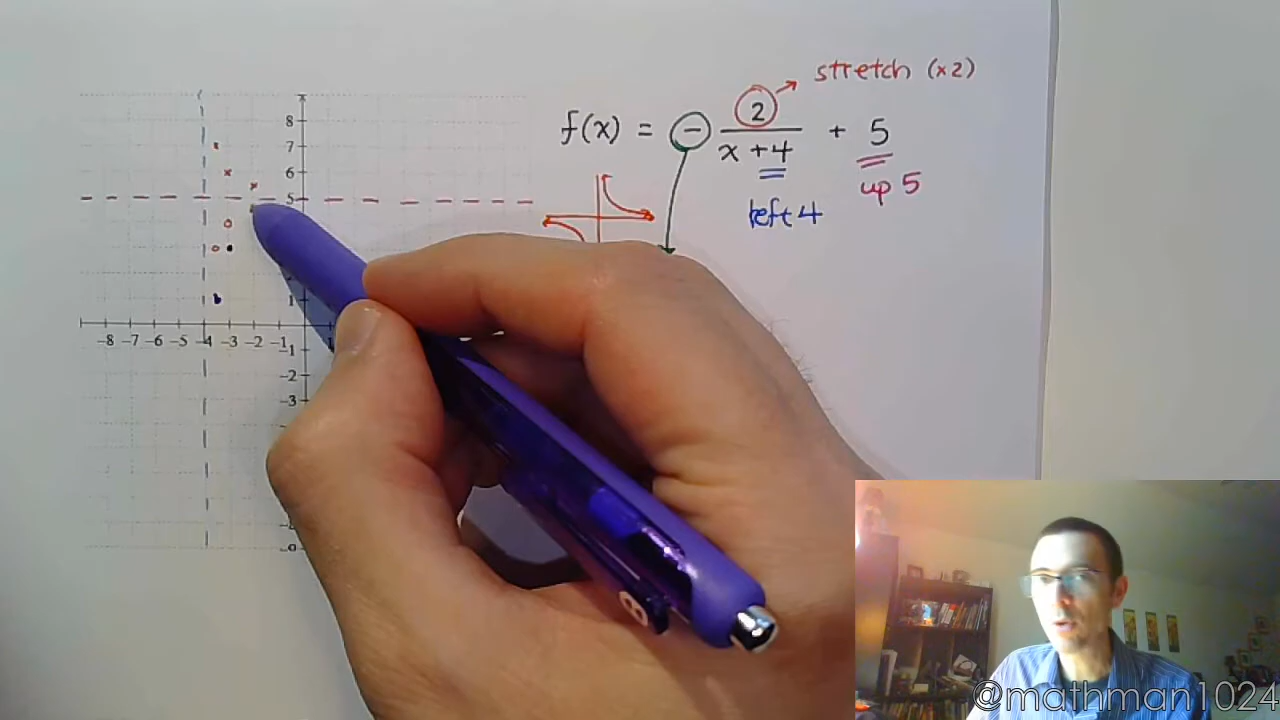 stretch (x2)
f(x) = - 2 / x + 4 + 5
left 4
up 5
8
7
6
5
1
-8 -7 -6 -5 -4 -3 -2 -1
-1
-2
-3
@mathman1024